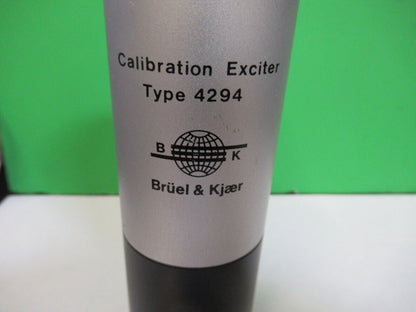 Calibration Exciter
Type 4294
B K
Brüel & Kjær